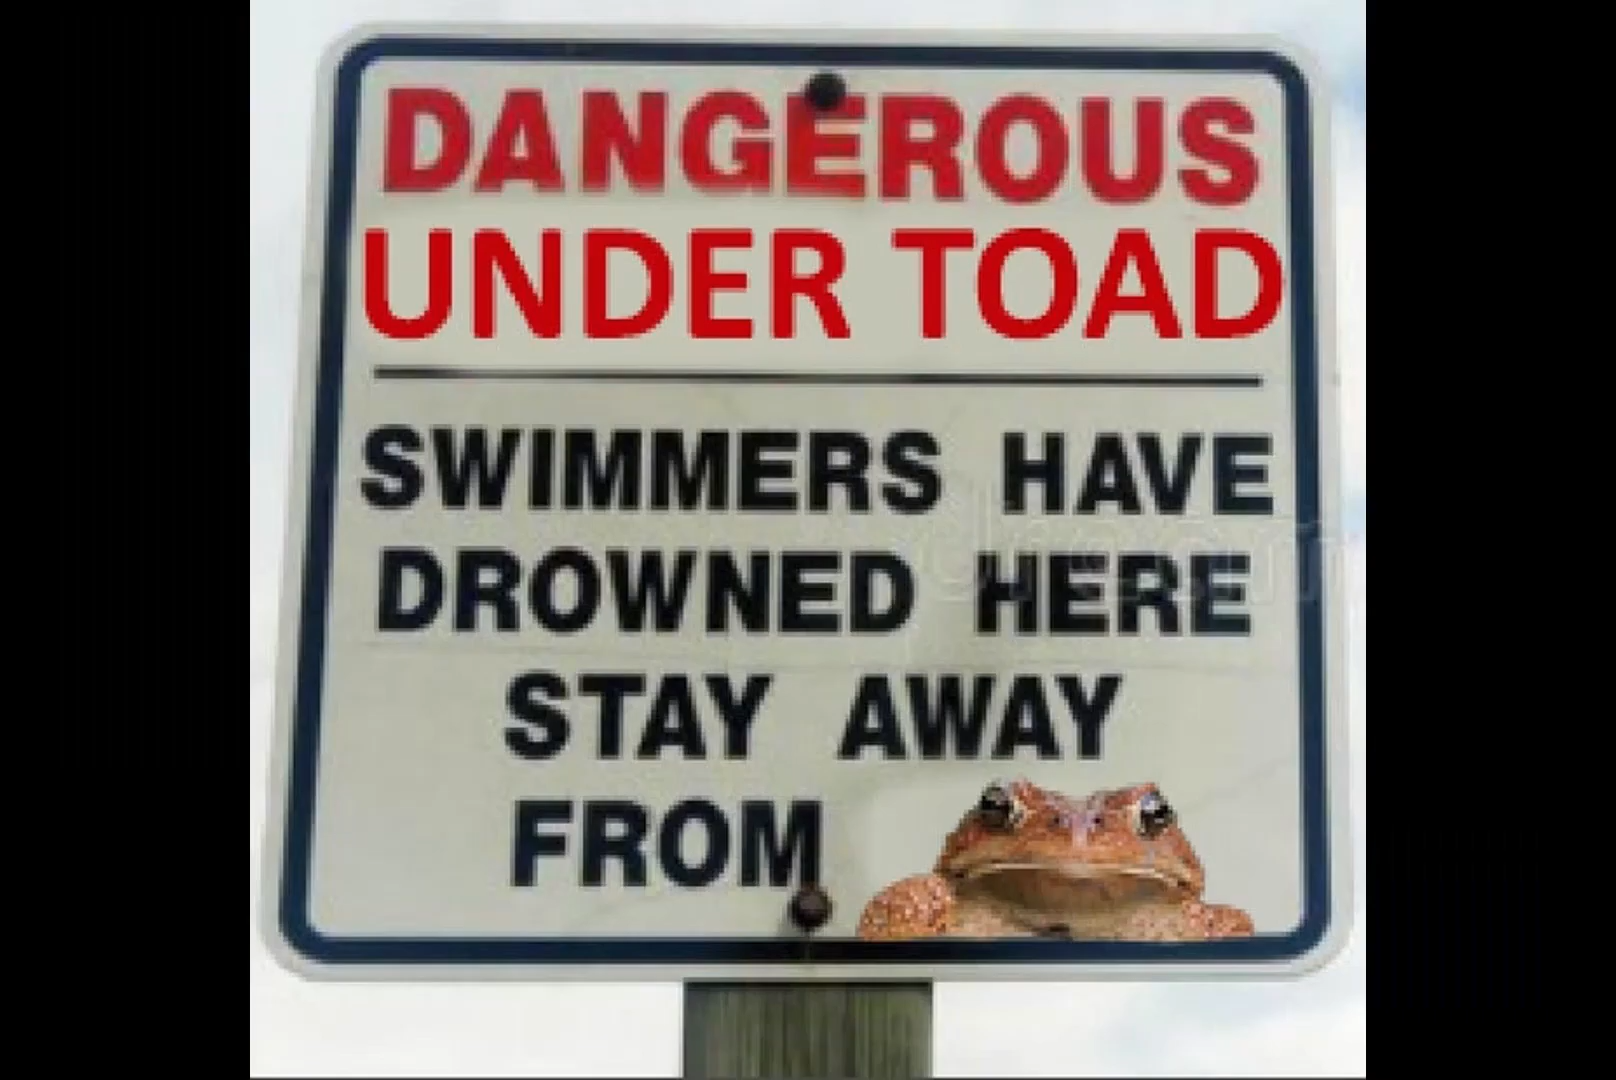 DANGEROUS
UNDER TOAD
SWIMMERS HAVE
DROWNED HERE
STAY AWAY
FROM